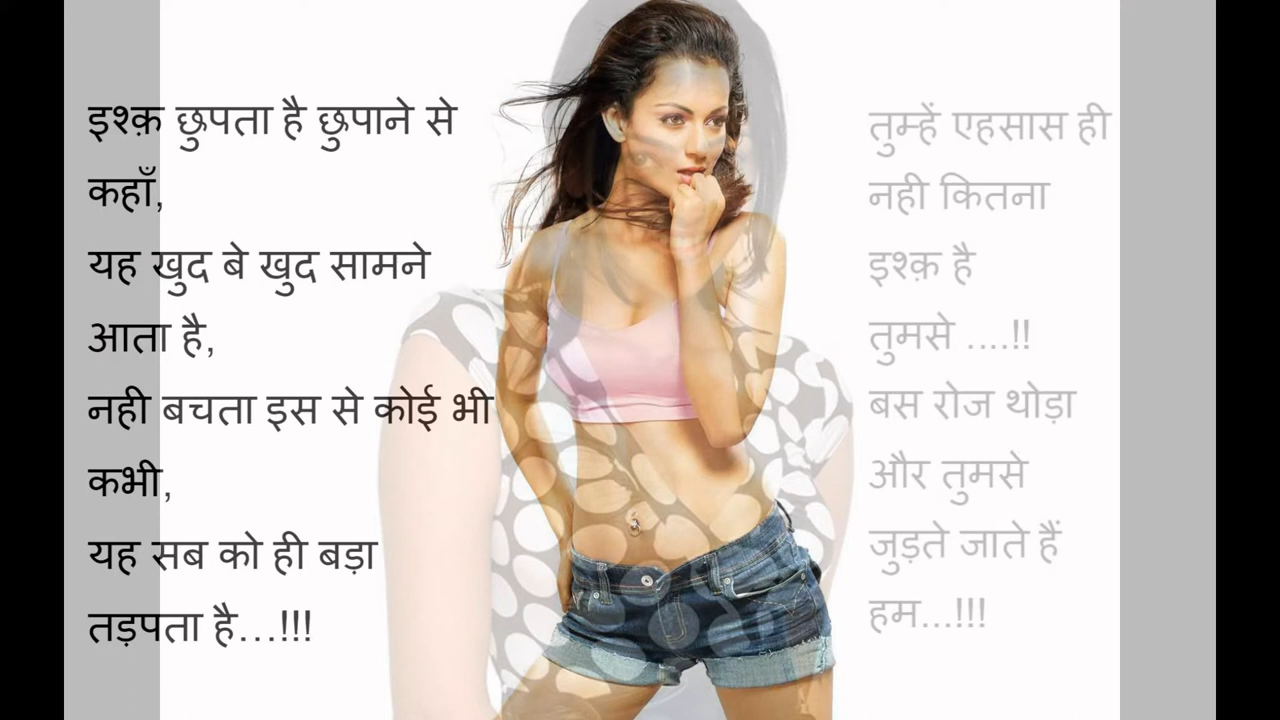 इश्क़ छुपता है छुपाने से
कहाँ,
यह खुद बे खुद सामने
आता है,
नही बचता इस से कोई भी
कभी,
यह सब को ही बड़ा
तड़पता है...!!!
तुम्हें एहसास ही
नही कितना
इश्क़ है
तुमसे ....!!
बस रोज थोड़ा
और तुमसे
जुड़ते जाते हैं
हम...!!!